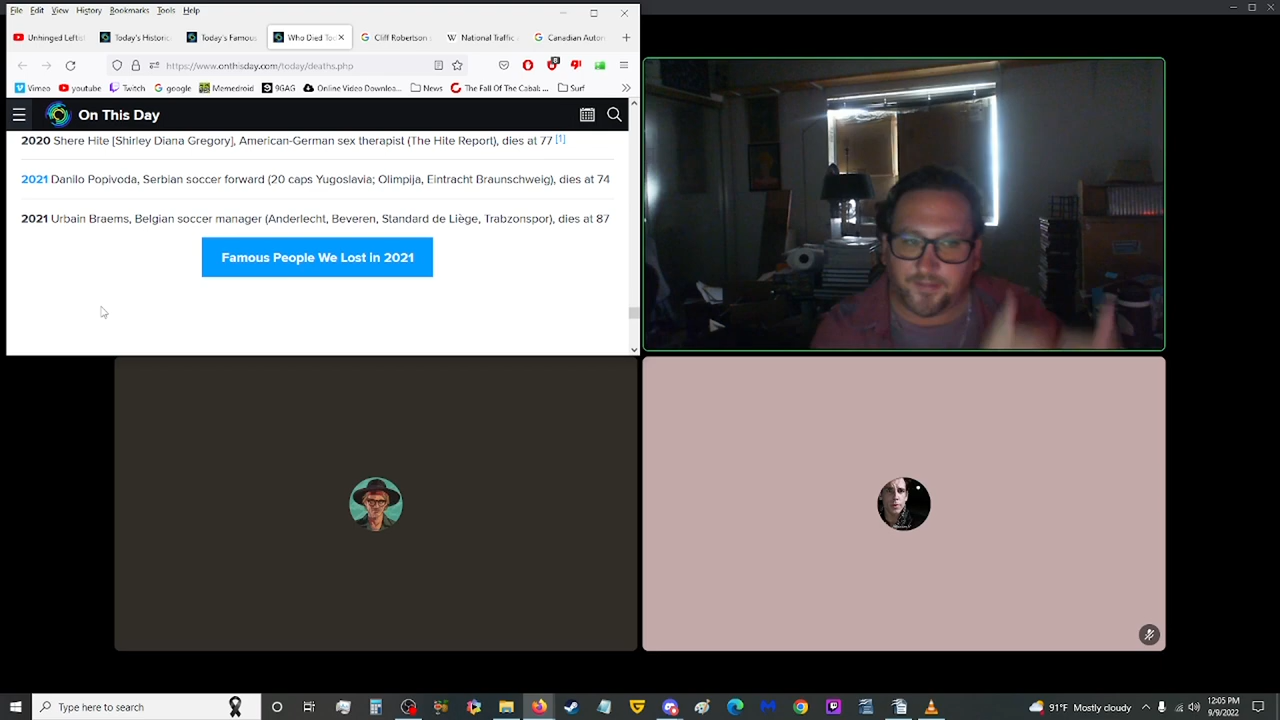 File Edit View History Bookmarks Tools Help
Unhinged Leftis
Today's Historic
Today's Famous
Who Died Tod
Cliff Robertson
National Traffic
Canadian Auton
https://www.onthisday.com/today/deaths.php
Vimeo youtube Twitch google Memedroid 9GAG Online Video Downloa... News The Fall Of The Cabal ... Surf
On This Day
2020 Shere Hite [Shirley Diana Gregory], American-German sex therapist (The Hite Report), dies at 77 [1]
2021 Danilo Popivoda, Serbian soccer forward (20 caps Yugoslavia; Olimpija, Eintracht Braunschweig), dies at 74
2021 Urbain Braems, Belgian soccer manager (Anderlecht, Beveren, Standard de Liège, Trabzonspor), dies at 87
Famous People We Lost in 2021
Type here to search
91°F Mostly cloudy
12:05 PM
9/9/2022